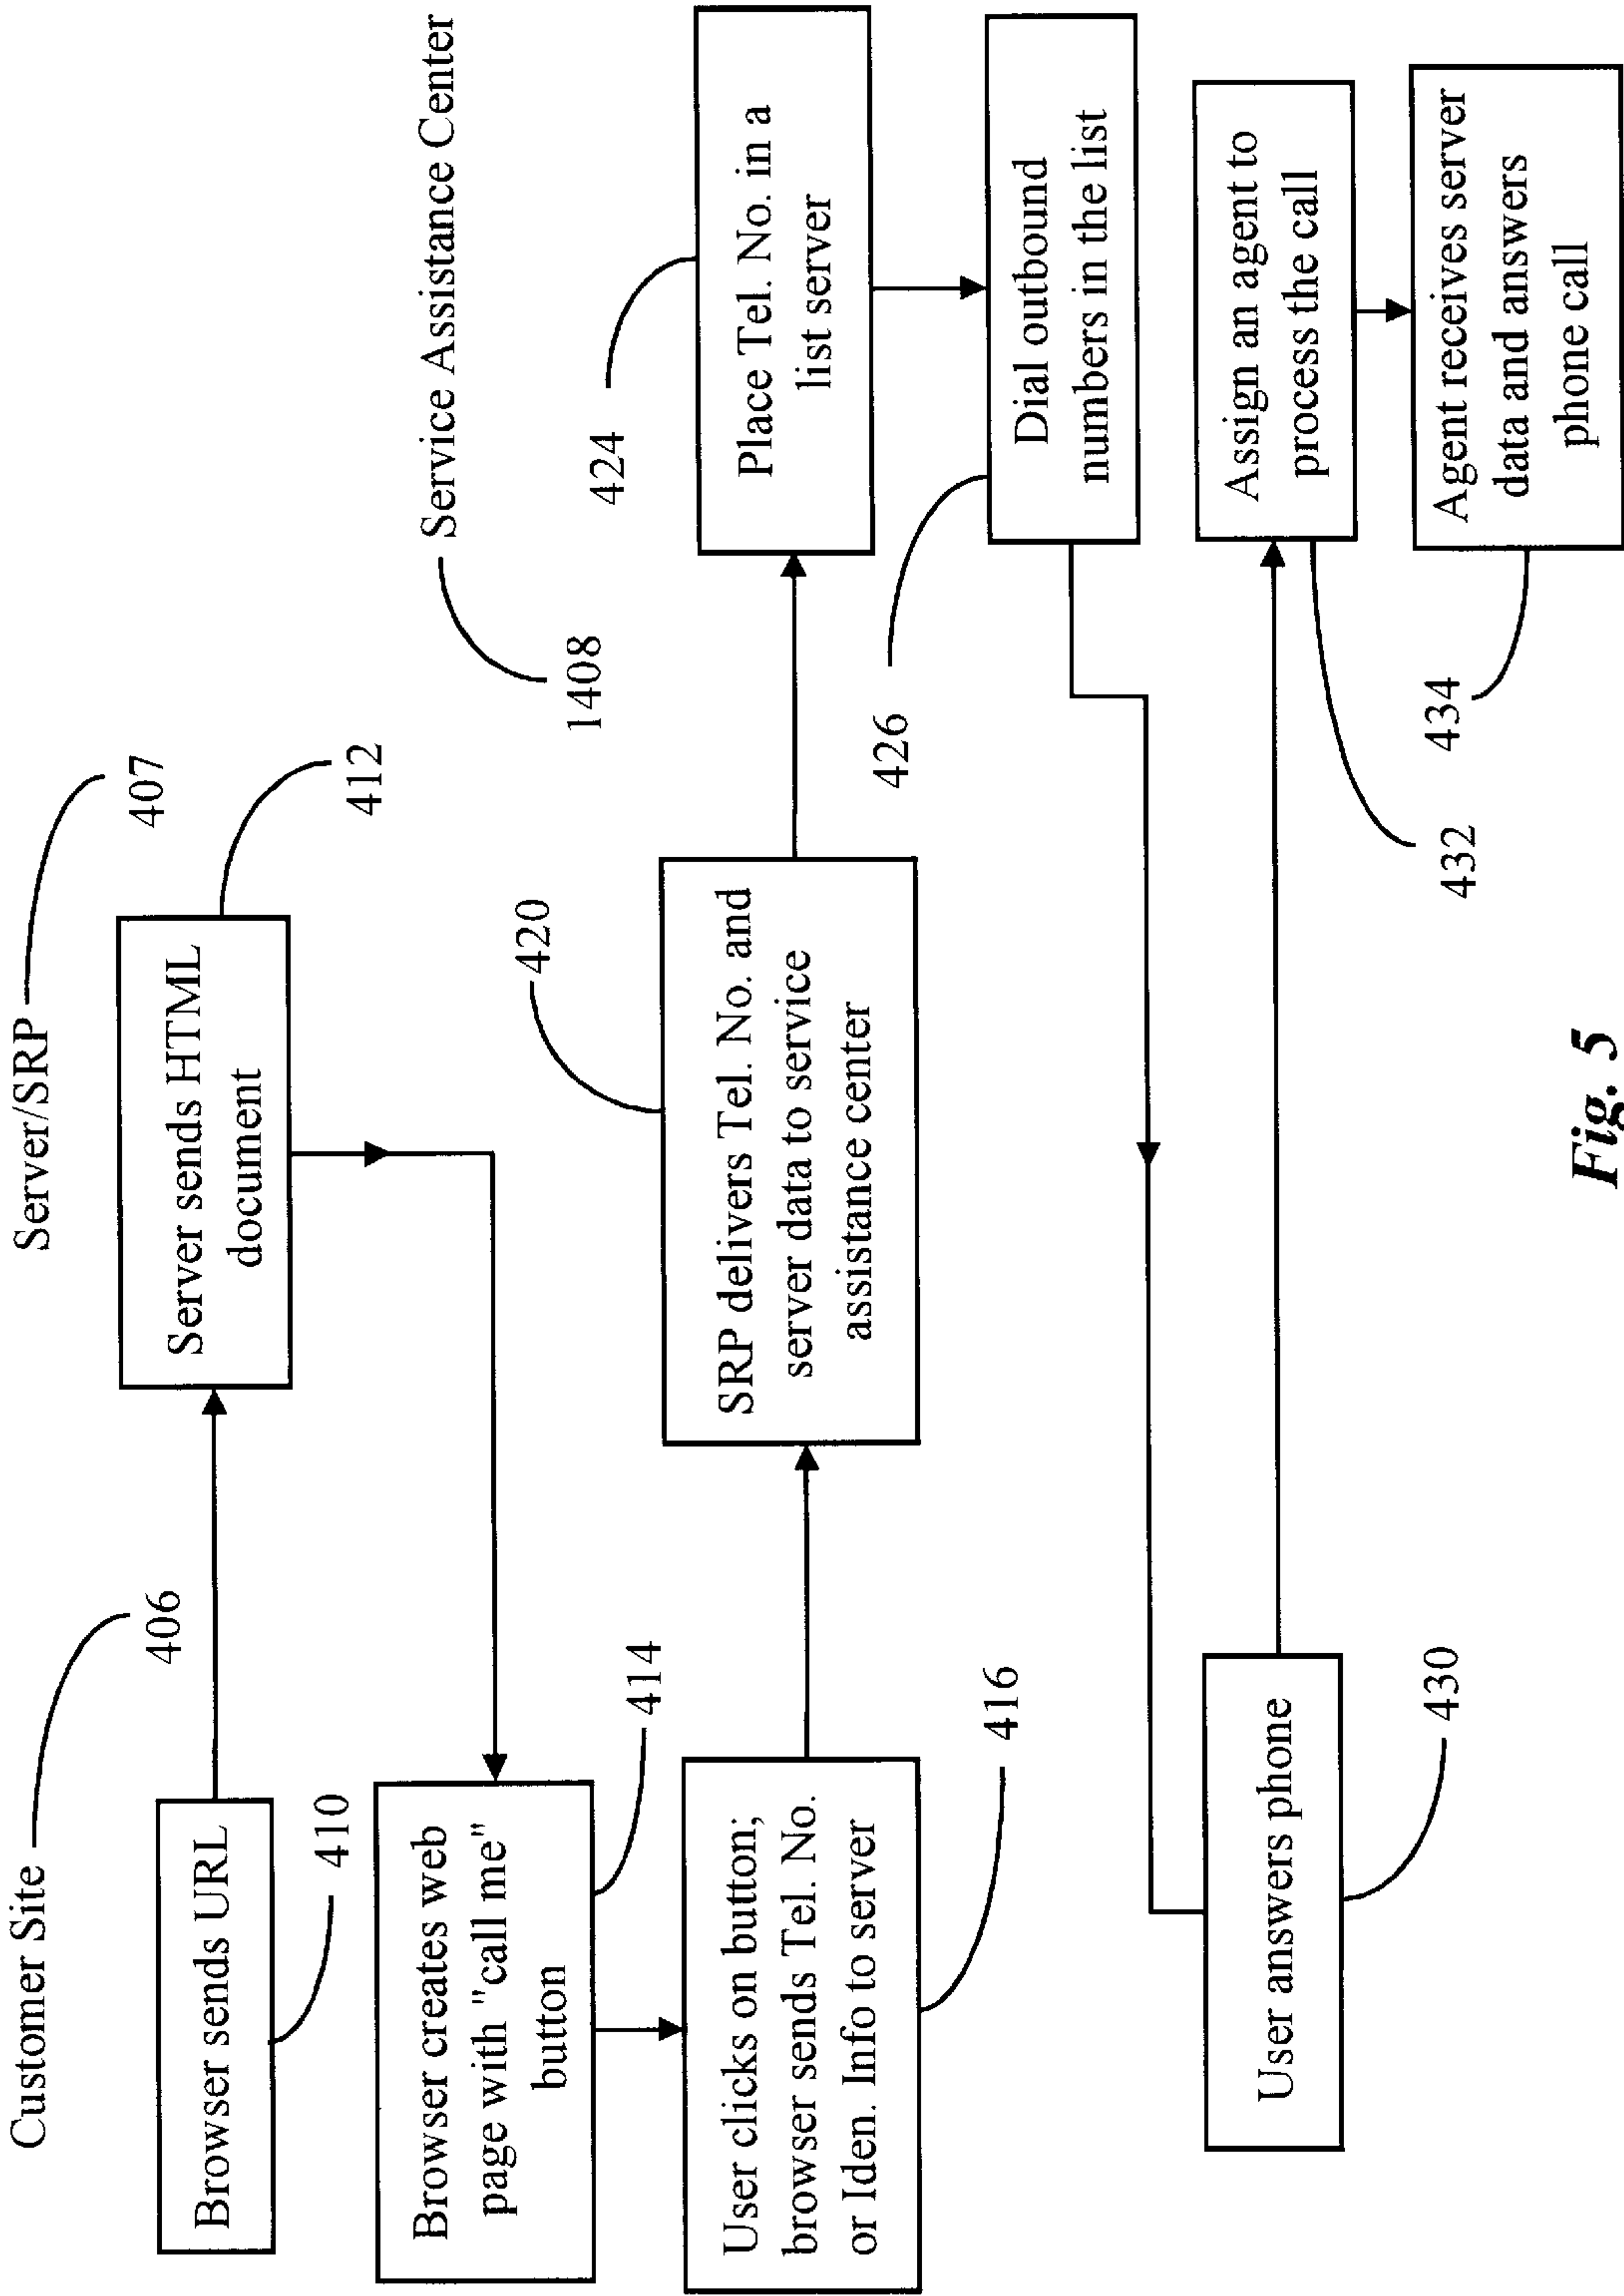 Customer Site
406
Server/SRP
407
Service Assistance Center
1408
Browser sends URL
410
Server sends HTML
document
412
Browser creates web
page with "call me"
button
414
User clicks on button;
browser sends Tel. No.
or Iden. Info to server
416
SRP delivers Tel. No. and
server data to service
assistance center
420
Place Tel. No. in a
list server
424
Dial outbound
numbers in the list
426
User answers phone
430
Assign an agent to
process the call
432
Agent receives server
data and answers
phone call
434
Fig. 5